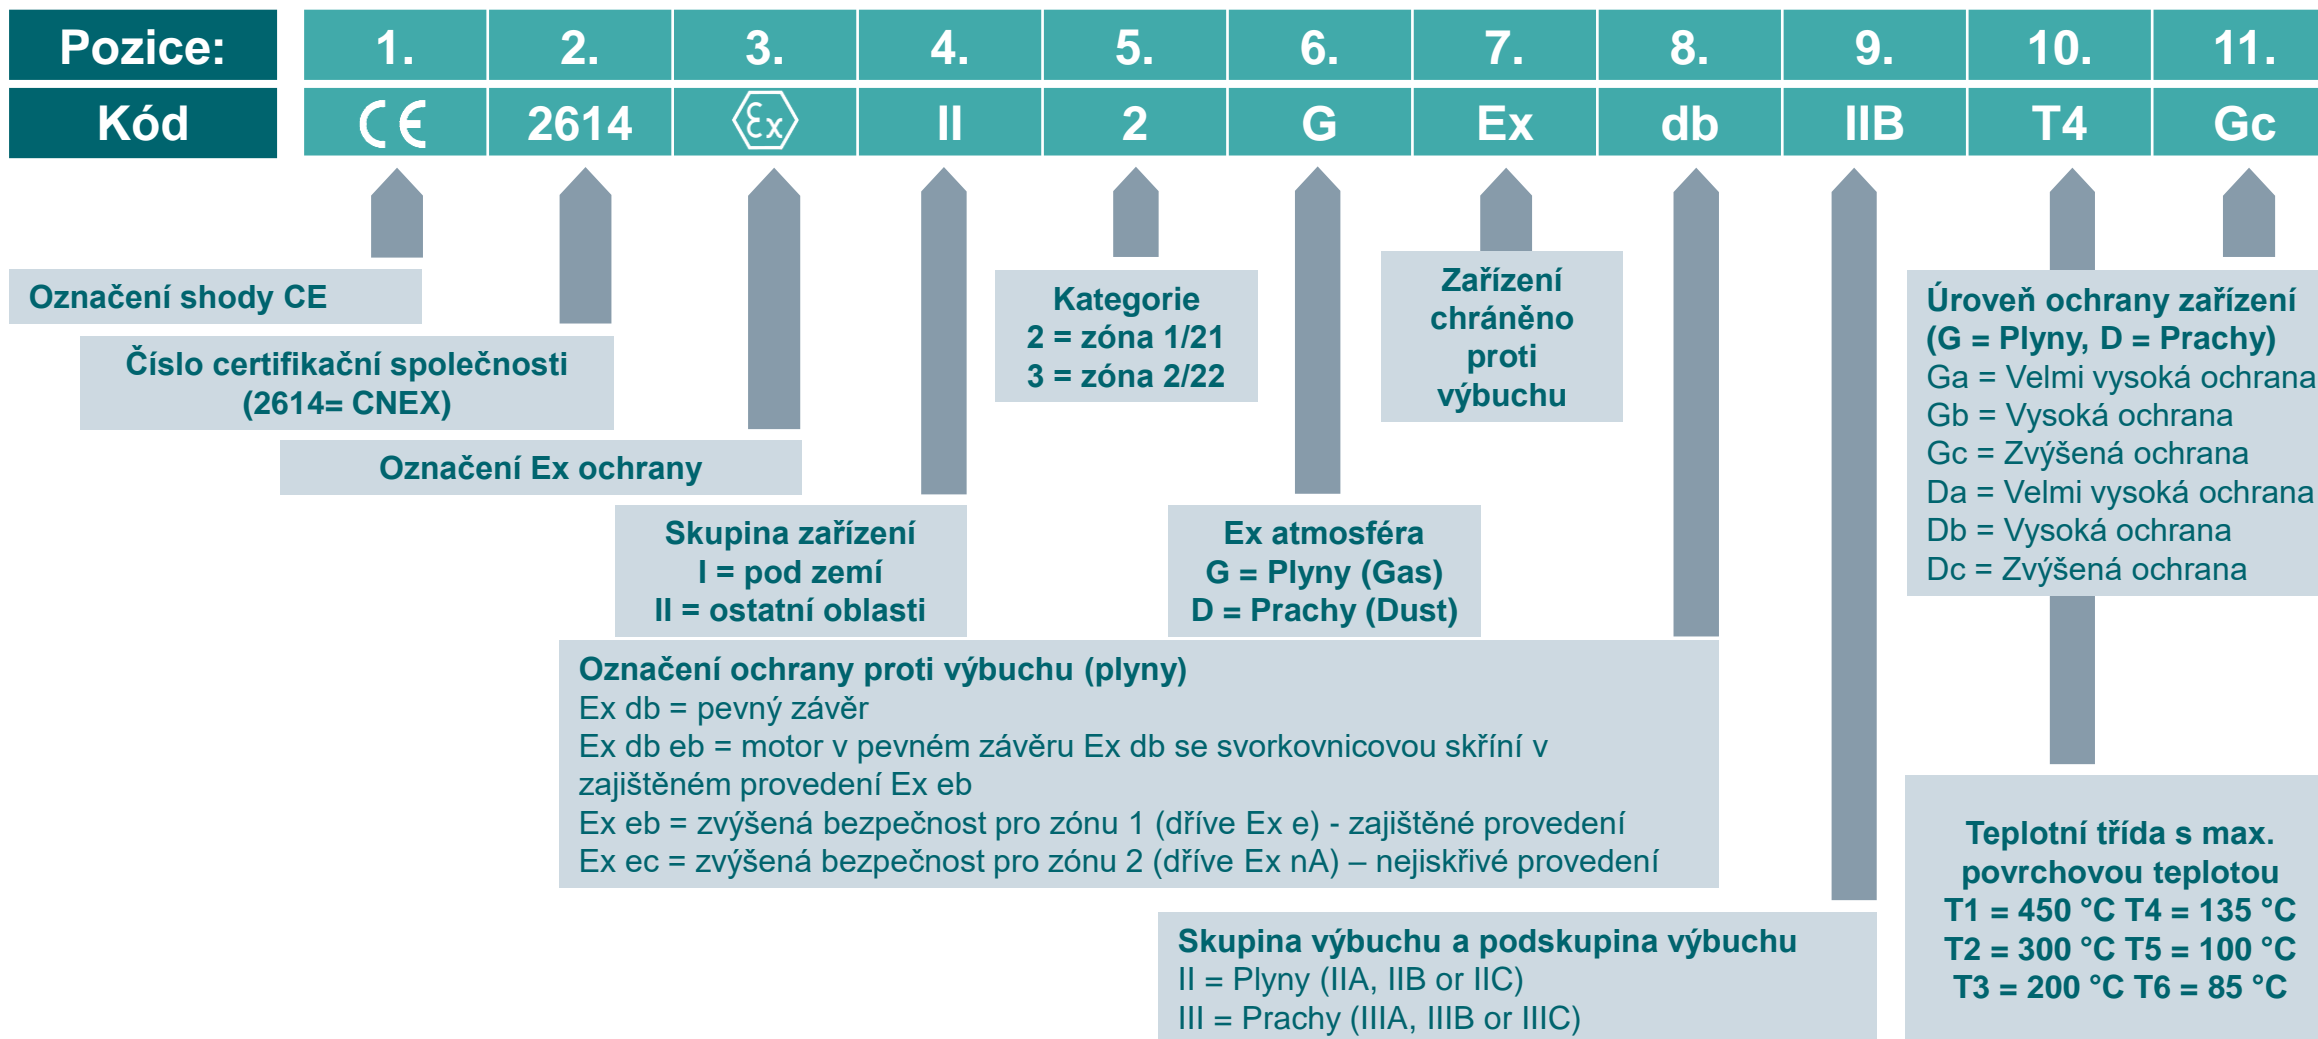 Pozice: 1. 2. 3. 4. 5. 6. 7. 8. 9. 10. 11.
Kód CE 2614 Ex II 2 G Ex db IIB T4 Gc
Označení shody CE
Číslo certifikační společnosti
(2614= CNEX)
Označení Ex ochrany
Skupina zařízení
I = pod zemí
II = ostatní oblasti
Kategorie
2 = zóna 1/21
3 = zóna 2/22
Ex atmosféra
G = Plyny (Gas)
D = Prachy (Dust)
Zařízení
chráněno
proti
výbuchu
Označení ochrany proti výbuchu (plyny)
Ex db = pevný závěr
Ex db eb = motor v pevném závěru Ex db se svorkovnicovou skříní v
zajištěném provedení Ex eb
Ex eb = zvýšená bezpečnost pro zónu 1 (dříve Ex e) - zajištěné provedení
Ex ec = zvýšená bezpečnost pro zónu 2 (dříve Ex nA) – nejiskřivé provedení
Skupina výbuchu a podskupina výbuchu
II = Plyny (IIA, IIB or IIC)
III = Prachy (IIIA, IIIB or IIIC)
Úroveň ochrany zařízení
(G = Plyny, D = Prachy)
Ga = Velmi vysoká ochrana
Gb = Vysoká ochrana
Gc = Zvýšená ochrana
Da = Velmi vysoká ochrana
Db = Vysoká ochrana
Dc = Zvýšená ochrana
Teplotní třída s max.
povrchovou teplotou
T1 = 450 °C T4 = 135 °C
T2 = 300 °C T5 = 100 °C
T3 = 200 °C T6 = 85 °C